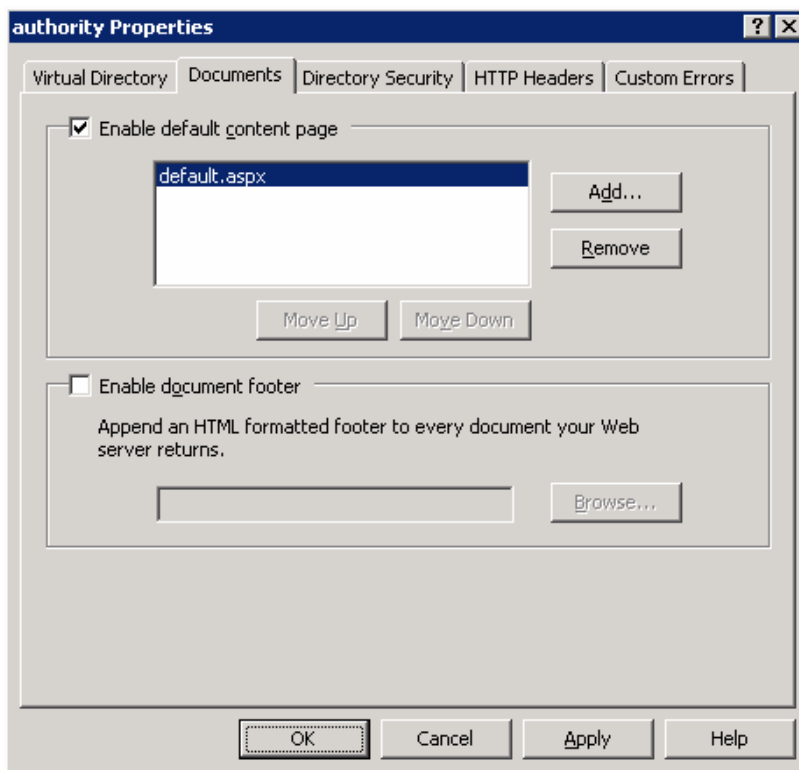 authority Properties
Virtual Directory Documents Directory Security HTTP Headers Custom Errors
Enable default content page
default.aspx
Add...
Remove
Move Up Move Down
Enable document footer
Append an HTML formatted footer to every document your Web
server returns.
Browse...
OK Cancel Apply Help